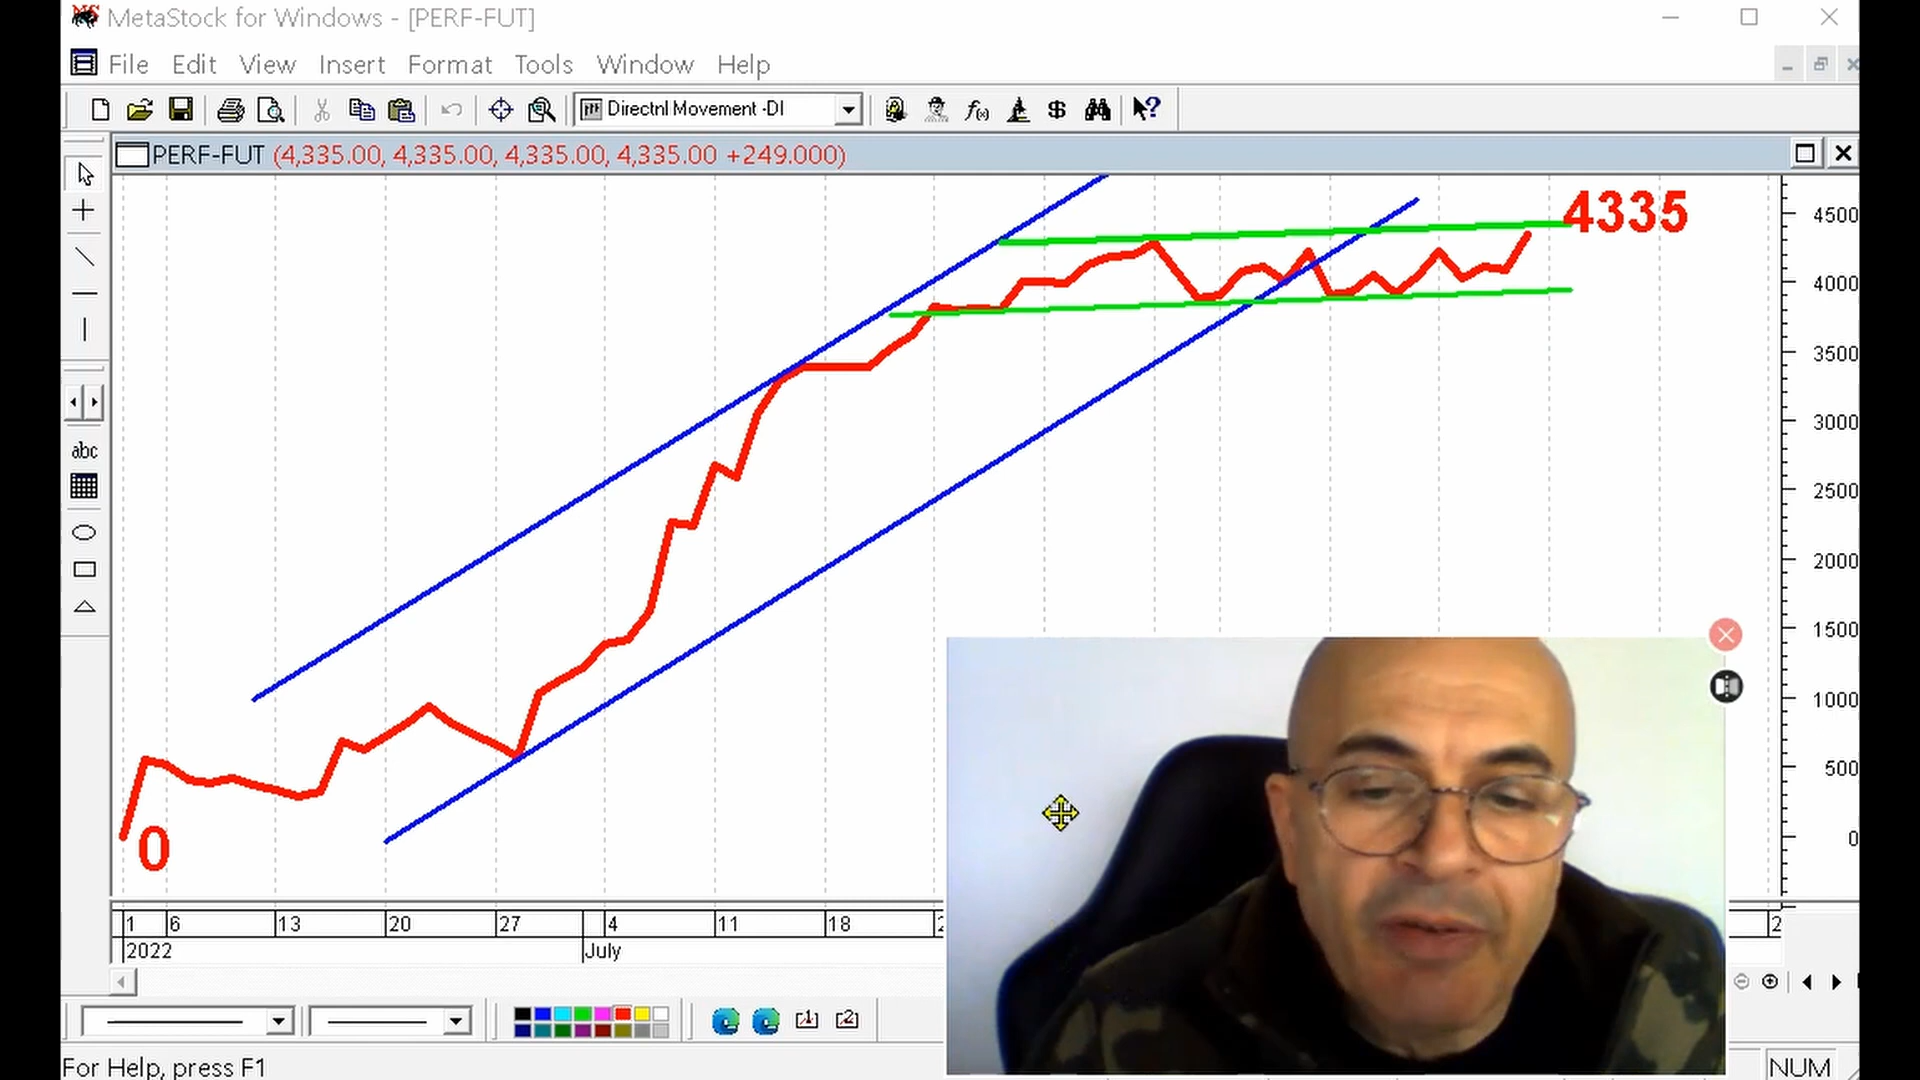 MetaStock for Windows - [PERF-FUT]
File Edit View Insert Format Tools Window Help
Directnl Movement -DI
PERF-FUT (4,335.00, 4,335.00, 4,335.00, 4,335.00 +249.000)
4335
4500
4000
3500
3000
2500
2000
1500
1000
500
0
abc
0
1 6 13 20 27 4 11 18
2022 July
1 2
For Help, press F1
NUM